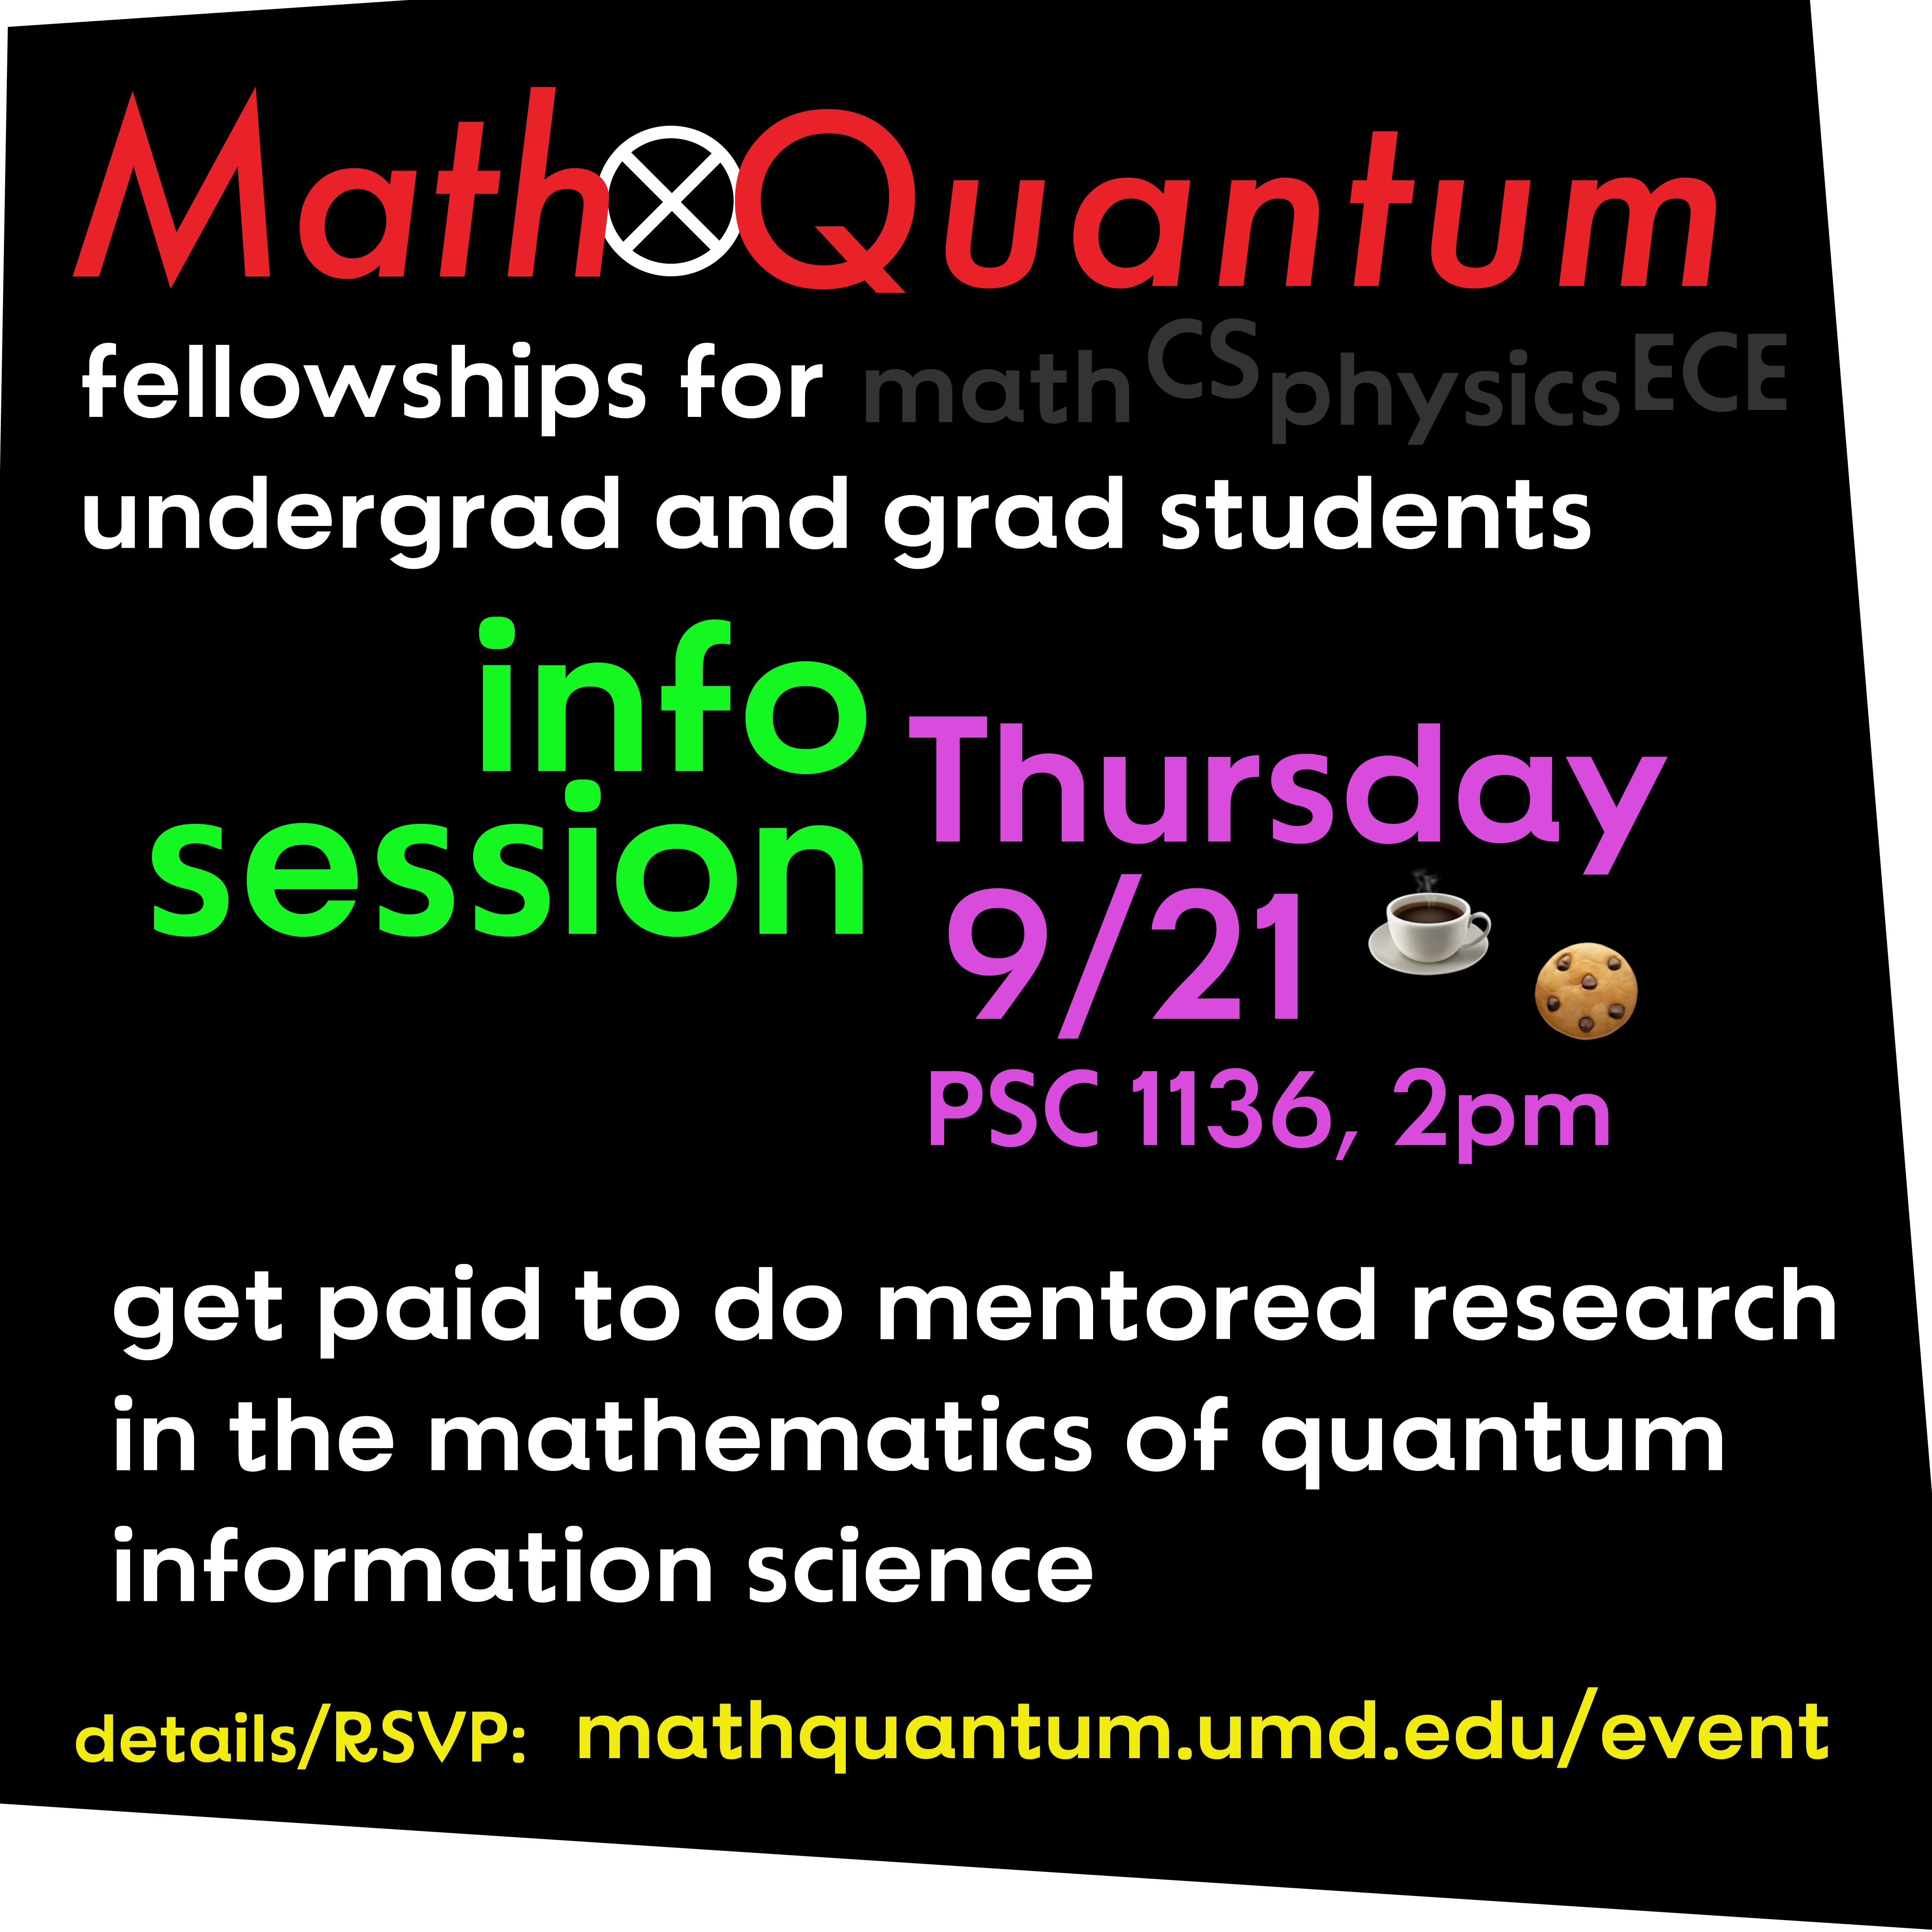 Math⊗Quantum
fellowships for math CS physics ECE
undergrad and grad students
info
session
Thursday
9/21
PSC 1136, 2pm
get paid to do mentored research
in the mathematics of quantum
information science
details/RSVP: mathquantum.umd.edu/event